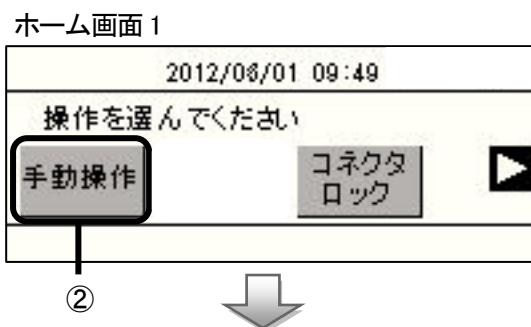 ホーム画面1
2012/06/01 09:49
操作を選んでください
手動操作
コネクタ
ロック
②